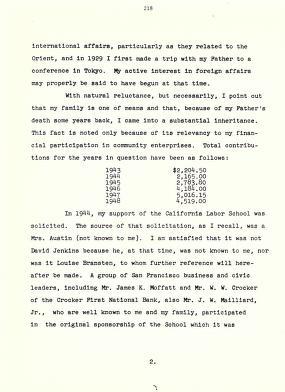 218
international affairs, particularly as they related to the
Orient, and in 1929 I first made a trip with my Father to a
conference in Tokyo. My active interest in foreign affairs
may properly be said to have begun at that time.
With natural reluctance, but necessarily, I point out
that my family is one of means and that, because of my Father's
death some years back, I came into a substantial inheritance.
This fact is noted only because of its relevancy to my finan-
cial participation in community enterprises. Total contribu-
tions for the years in question have been as follows:
1943 $2,204.50
1944 2,165.00
1945 2,783.80
1946 4,184.00
1947 5,016.15
1948 4,519.00
In 1944, my support of the California Labor School was
solicited. The source of that solicitation, as I recall, was a
Mrs. Austin (not known to me). I am satisfied that it was not
David Jenkins because he, at that time, was not known to me, nor
was it Louise Bransten, to whom further reference will here-
after be made. A group of San Francisco business and civic
leaders, including Mr. James K. Moffatt and Mr. W. W. Crocker
of the Crocker First National Bank, also Mr. J. W. Mailliard,
Jr., who are well known to me and my family, participated
in the original sponsorship of the School which it was
2.